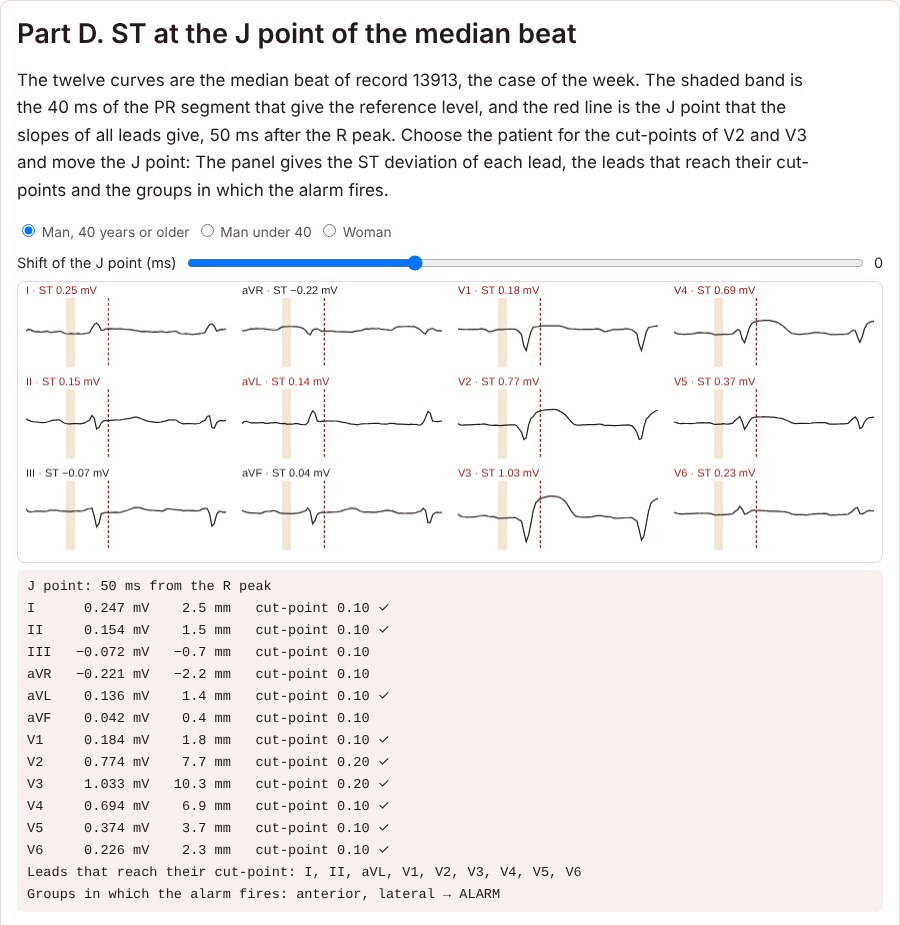 Part D. ST at the J point of the median beat
The twelve curves are the median beat of record 13913, the case of the week. The shaded band is
the 40 ms of the PR segment that give the reference level, and the red line is the J point that the
slopes of all leads give, 50 ms after the R peak. Choose the patient for the cut-points of V2 and V3
and move the J point: The panel gives the ST deviation of each lead, the leads that reach their cut-
points and the groups in which the alarm fires.
Man, 40 years or older Man under 40 Woman
Shift of the J point (ms) 0
I · ST 0.25 mV aVR · ST −0.22 mV V1 · ST 0.18 mV V4 · ST 0.69 mV
II · ST 0.15 mV aVL · ST 0.14 mV V2 · ST 0.77 mV V5 · ST 0.37 mV
III · ST −0.07 mV aVF · ST 0.04 mV V3 · ST 1.03 mV V6 · ST 0.23 mV
J point: 50 ms from the R peak
I 0.247 mV 2.5 mm cut-point 0.10 ✓
II 0.154 mV 1.5 mm cut-point 0.10 ✓
III −0.072 mV −0.7 mm cut-point 0.10
aVR −0.221 mV −2.2 mm cut-point 0.10
aVL 0.136 mV 1.4 mm cut-point 0.10 ✓
aVF 0.042 mV 0.4 mm cut-point 0.10
V1 0.184 mV 1.8 mm cut-point 0.10 ✓
V2 0.774 mV 7.7 mm cut-point 0.20 ✓
V3 1.033 mV 10.3 mm cut-point 0.20 ✓
V4 0.694 mV 6.9 mm cut-point 0.10 ✓
V5 0.374 mV 3.7 mm cut-point 0.10 ✓
V6 0.226 mV 2.3 mm cut-point 0.10 ✓
Leads that reach their cut-point: I, II, aVL, V1, V2, V3, V4, V5, V6
Groups in which the alarm fires: anterior, lateral → ALARM